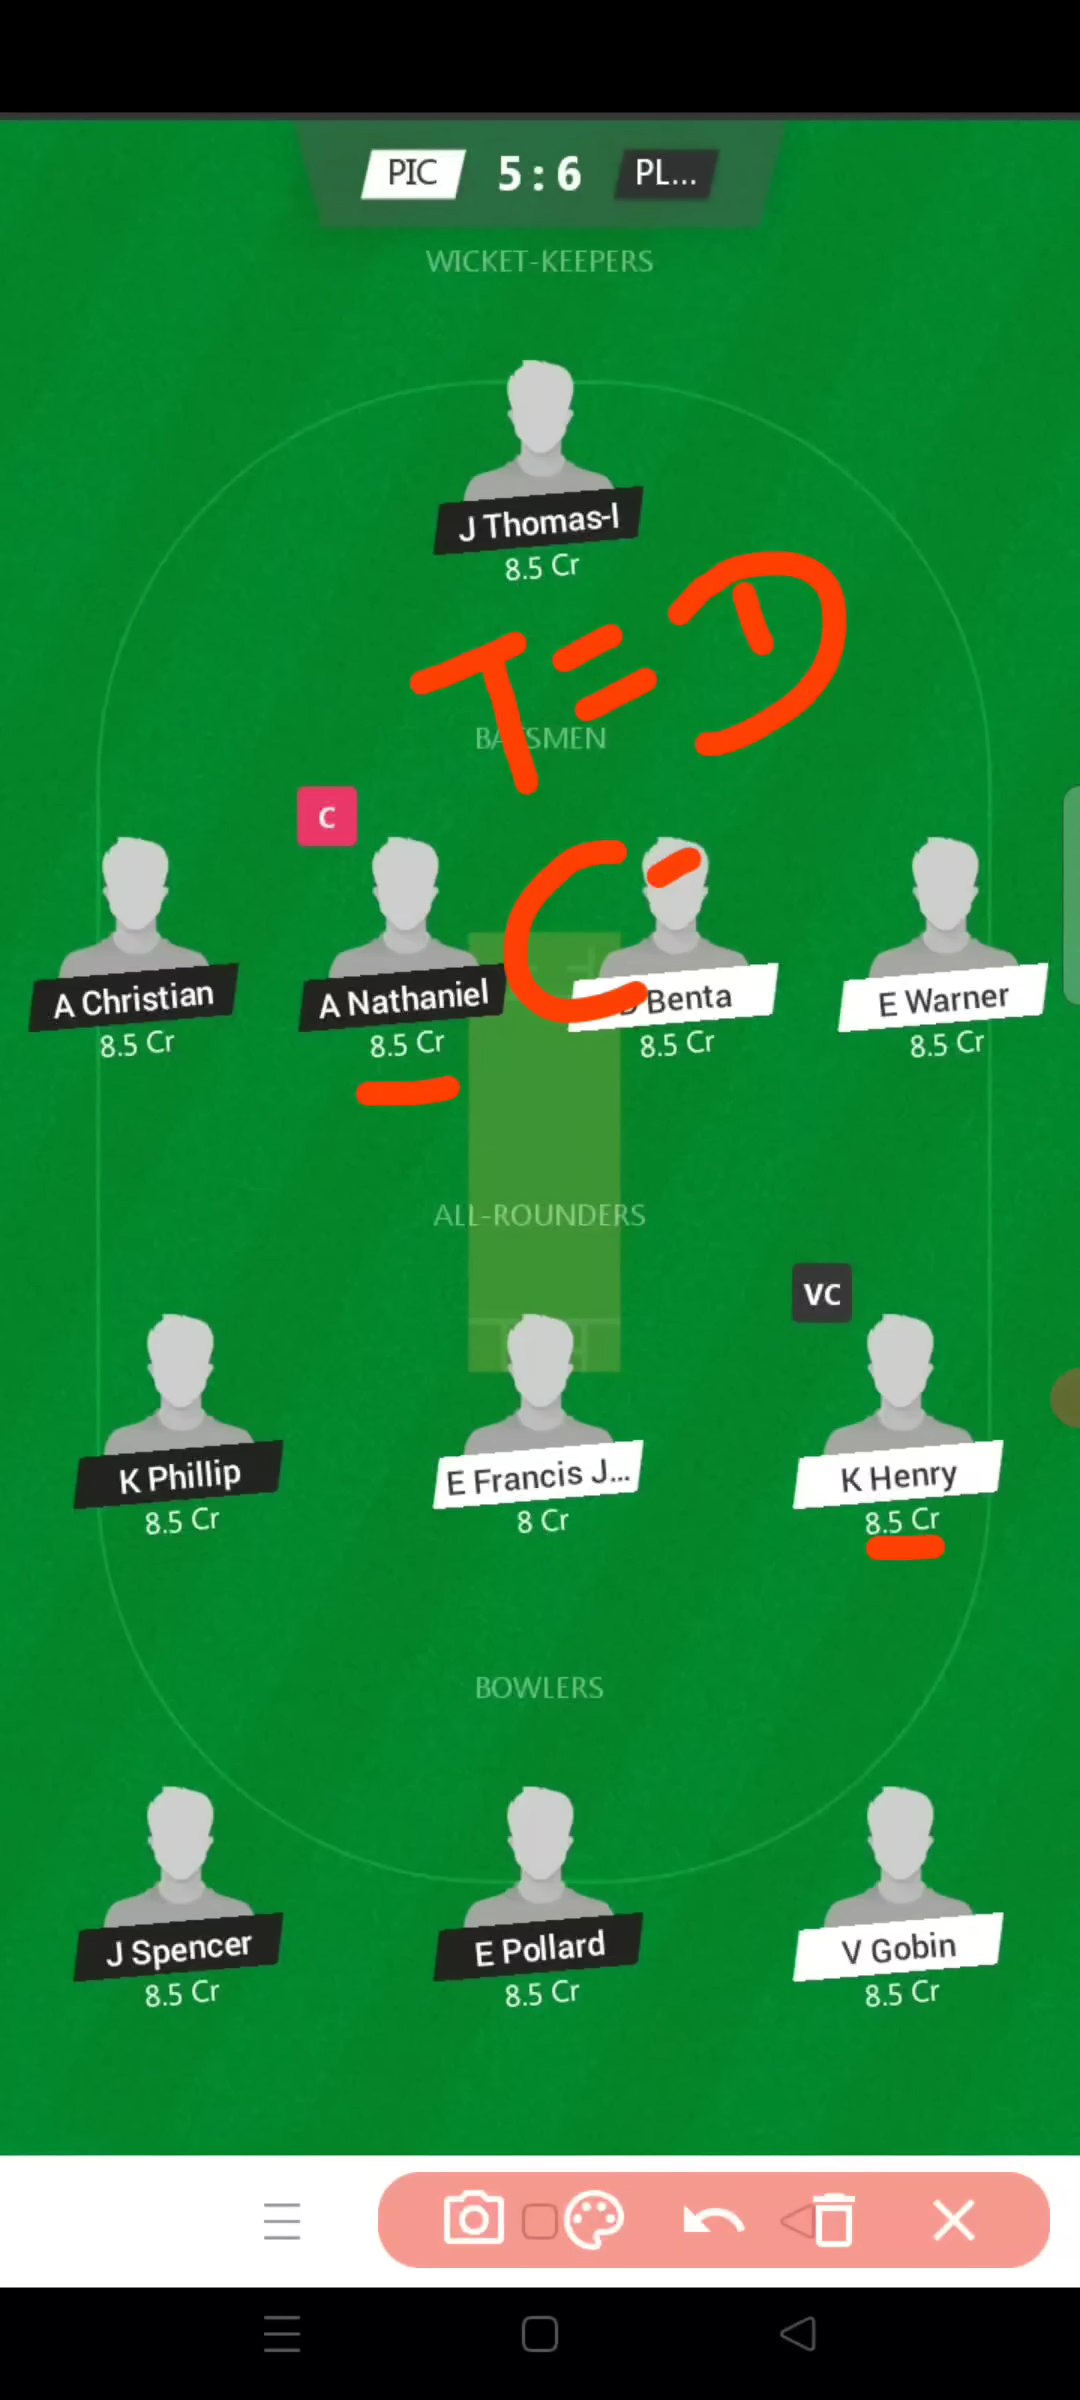 PIC 5 : 6 PL...
WICKET-KEEPERS
J Thomas-I
8.5 Cr
T = D
BATSMEN
C
A Christian A Nathaniel Benta E Warner
8.5 Cr 8.5 Cr 8.5 Cr 8.5 Cr
ALL-ROUNDERS
VC
K Phillip E Francis J... K Henry
8.5 Cr 8 Cr 8.5 Cr
BOWLERS
J Spencer E Pollard V Gobin
8.5 Cr 8.5 Cr 8.5 Cr